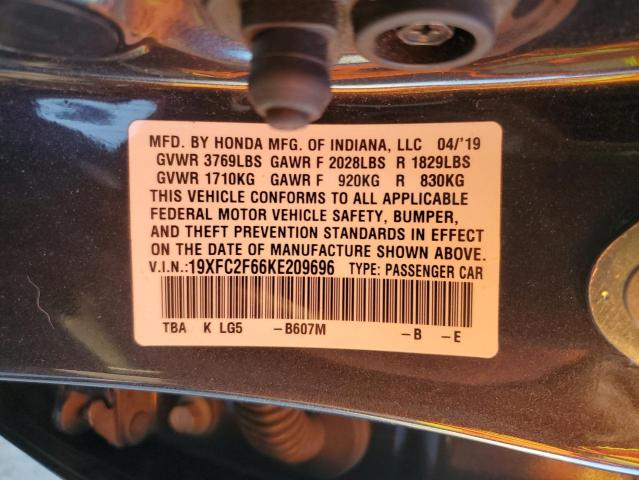 MFD. BY HONDA MFG. OF INDIANA, LLC 04/'19
GVWR 3769LBS GAWR F 2028LBS R 1829LBS
GVWR 1710KG GAWR F 920KG R 830KG
THIS VEHICLE CONFORMS TO ALL APPLICABLE
FEDERAL MOTOR VEHICLE SAFETY, BUMPER,
AND THEFT PREVENTION STANDARDS IN EFFECT
ON THE DATE OF MANUFACTURE SHOWN ABOVE.
V.I.N.: 19XFC2F66KE209696 TYPE: PASSENGER CAR
TBA K LG5 -B607M -B -E